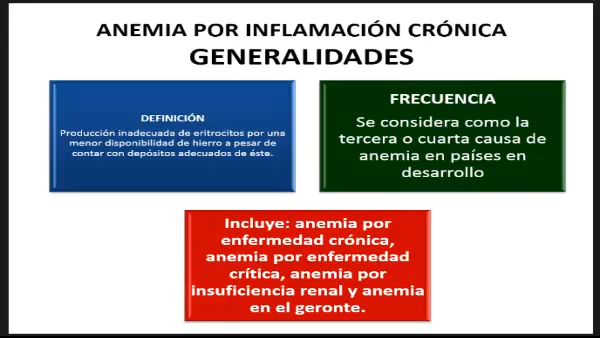 ANEMIA POR INFLAMACIÓN CRÓNICA
GENERALIDADES
DEFINICIÓN
Producción inadecuada de eritrocitos por una
menor disponibilidad de hierro a pesar de
contar con depósitos adecuados de éste.
FRECUENCIA
Se considera como la
tercera o cuarta causa de
anemia en países en
desarrollo
Incluye: anemia por
enfermedad crónica,
anemia por enfermedad
crítica, anemia por
insuficiencia renal y anemia
en el geronte.